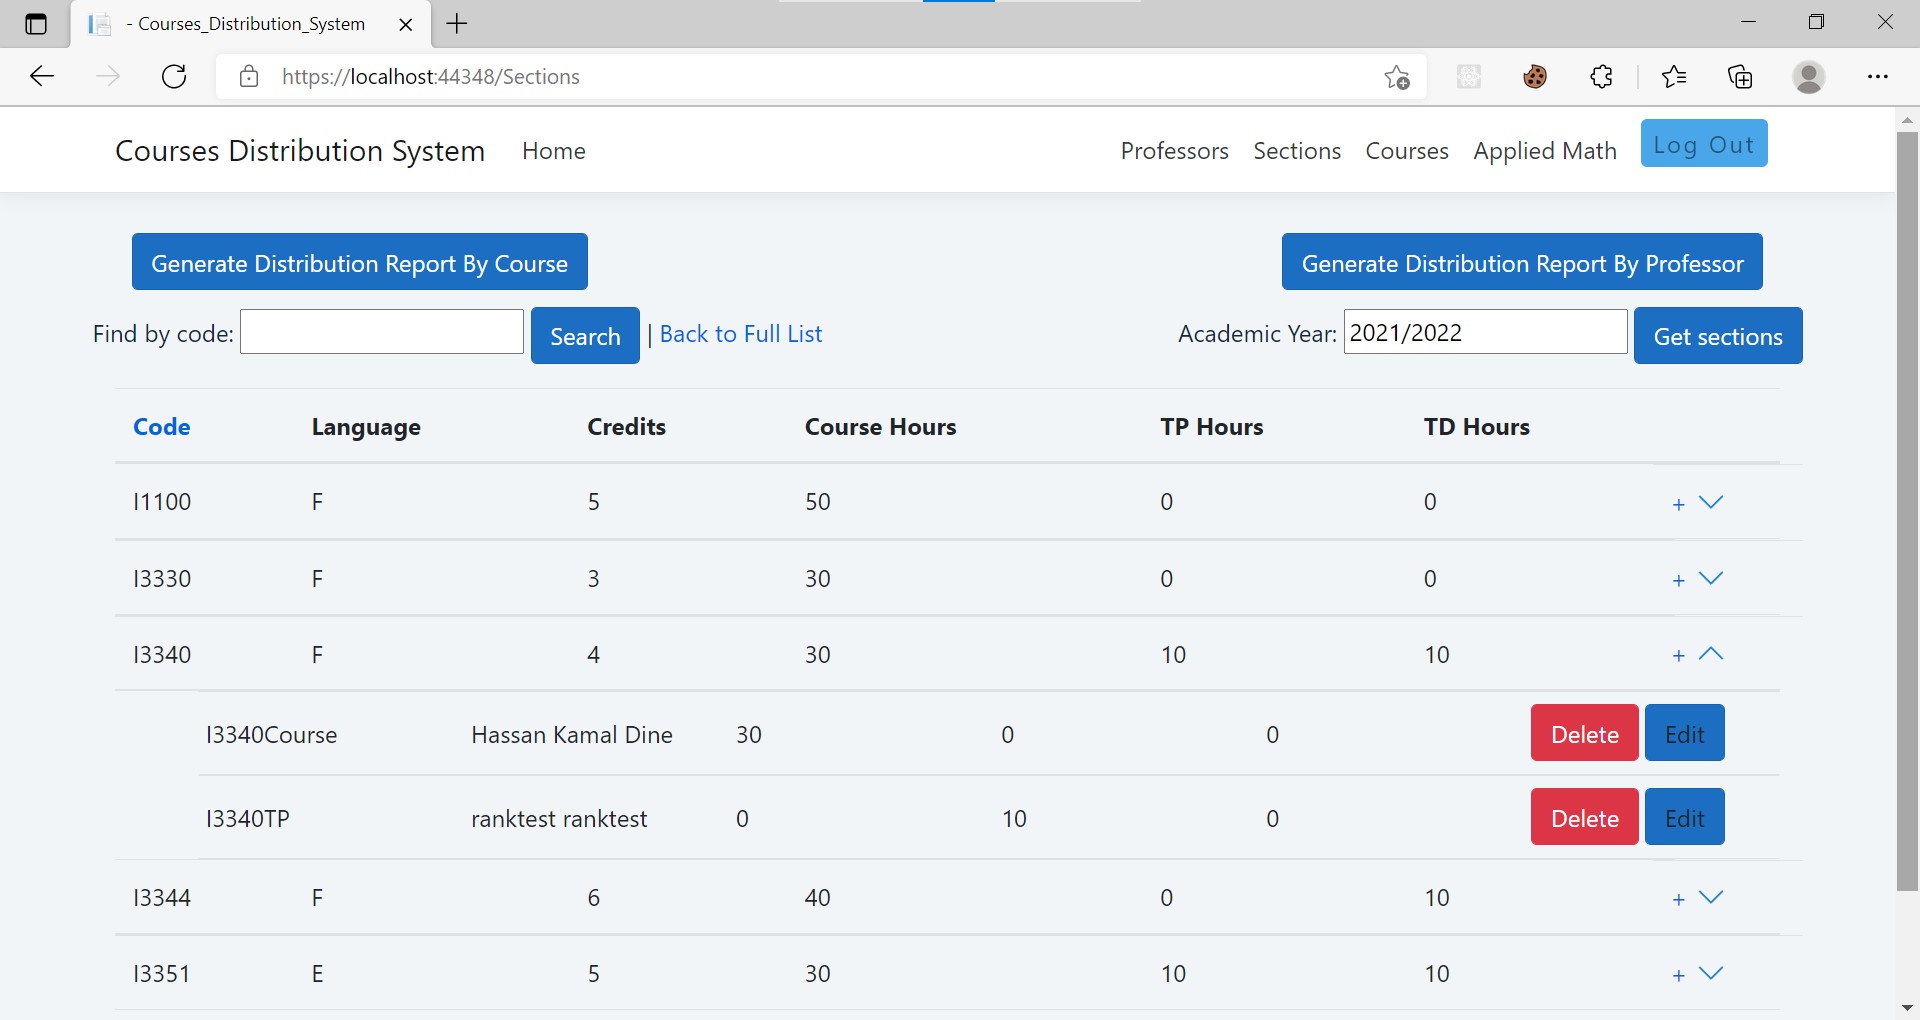 - Courses_Distribution_System
https://localhost:44348/Sections
Courses Distribution System Home Professors Sections Courses Applied Math Log Out
Generate Distribution Report By Course Generate Distribution Report By Professor
Find by code: Search | Back to Full List Academic Year: 2021/2022 Get sections
Code Language Credits Course Hours TP Hours TD Hours
I1100 F 5 50 0 0 +
I3330 F 3 30 0 0 +
I3340 F 4 30 10 10 +
I3340Course Hassan Kamal Dine 30 0 0 Delete Edit
I3340TP ranktest ranktest 0 10 0 Delete Edit
I3344 F 6 40 0 10 +
I3351 E 5 30 10 10 +